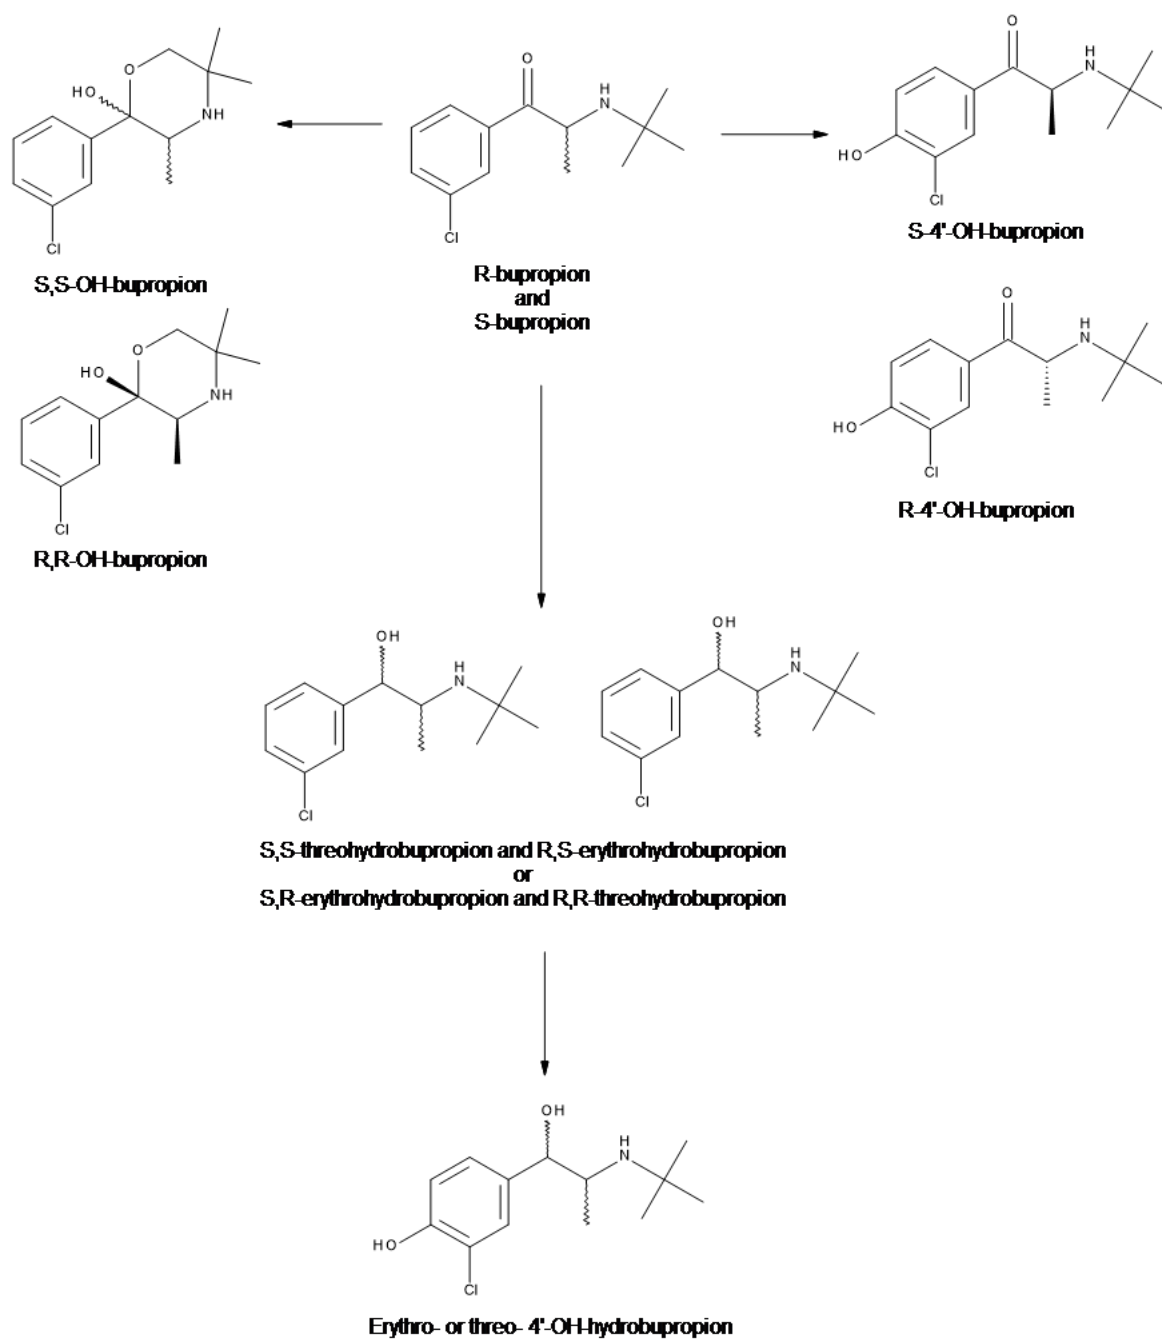 O
HO
NH
Cl
S,S-OH-bupropion
O
HO
NH
Cl
R,R-OH-bupropion
O
H
N
Cl
R-bupropion
and
S-bupropion
O
H
N
HO
Cl
S-4'-OH-bupropion
O
H
N
HO
Cl
R-4'-OH-bupropion
OH
H
N
Cl
OH
H
N
Cl
S,S-threohydrobupropion and R,S-erythrohydrobupropion
or
S,R-erythrohydrobupropion and R,R-threohydrobupropion
OH
H
N
HO
Cl
Erythro- or threo- 4'-OH-hydrobupropion